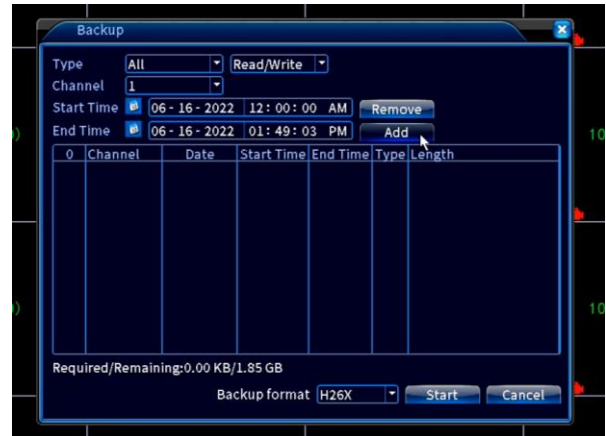 Backup
Type All Read/Write
Channel 1
Start Time 06 - 16 - 2022 12 : 00 : 00 AM Remove
End Time 06 - 16 - 2022 01 : 49 : 03 PM Add
0 Channel Date Start Time End Time Type Length
Required/Remaining:0.00 KB/1.85 GB
Backup format H26X Start Cancel
) 10
) 10